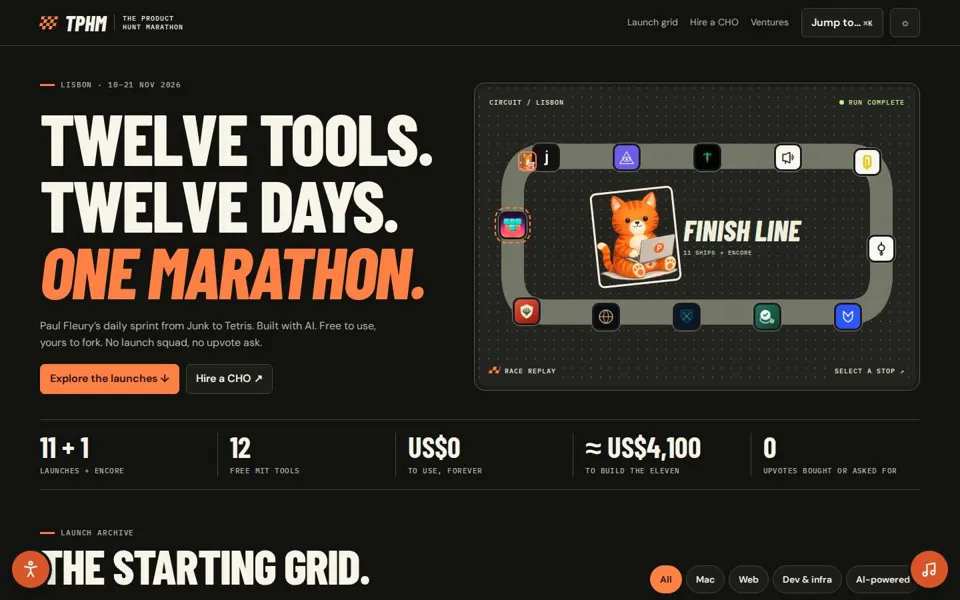 TPHM
THE PRODUCT
HUNT MARATHON
Launch grid
Hire a CHO
Ventures
Jump to… ⌘K
LISBON · 10–21 NOV 2026
TWELVE TOOLS.
TWELVE DAYS.
ONE MARATHON.
Paul Fleury's daily sprint from Junk to Tetris. Built with AI. Free to use,
yours to fork. No launch squad, no upvote ask.
Explore the launches ↓
Hire a CHO ↗
CIRCUIT / LISBON
RUN COMPLETE
j
P
FINISH LINE
11 SHIPS + ENCORE
RACE REPLAY
SELECT A STOP ↗
11 + 1
LAUNCHES + ENCORE
12
FREE MIT TOOLS
US$0
TO USE, FOREVER
≈ US$4,100
TO BUILD THE ELEVEN
0
UPVOTES BOUGHT OR ASKED FOR
LAUNCH ARCHIVE
THE STARTING GRID.
All
Mac
Web
Dev & infra
AI-powered